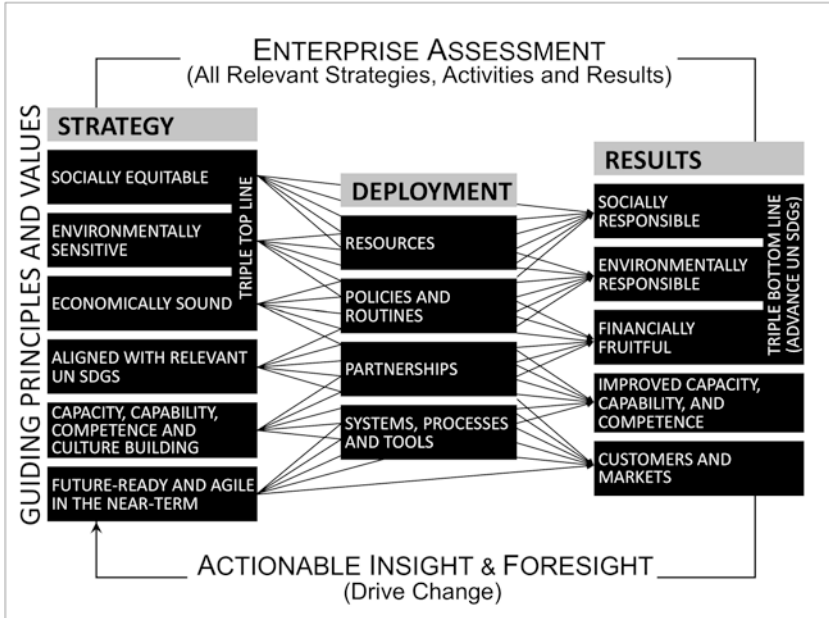 ENTERPRISE ASSESSMENT
(All Relevant Strategies, Activities and Results)
GUIDING PRINCIPLES AND VALUES
STRATEGY
SOCIALLY EQUITABLE
ENVIRONMENTALLY
SENSITIVE
ECONOMICALLY SOUND
TRIPLE TOP LINE
ALIGNED WITH RELEVANT
UN SDGS
CAPACITY, CAPABILITY,
COMPETENCE AND
CULTURE BUILDING
FUTURE-READY AND AGILE
IN THE NEAR-TERM
DEPLOYMENT
RESOURCES
POLICIES AND
ROUTINES
PARTNERSHIPS
SYSTEMS, PROCESSES
AND TOOLS
RESULTS
SOCIALLY
RESPONSIBLE
ENVIRONMENTALLY
RESPONSIBLE
FINANCIALLY
FRUITFUL
TRIPLE BOTTOM LINE
(ADVANCE UN SDGs)
IMPROVED CAPACITY,
CAPABILITY, AND
COMPETENCE
CUSTOMERS AND
MARKETS
ACTIONABLE INSIGHT & FORESIGHT
(Drive Change)